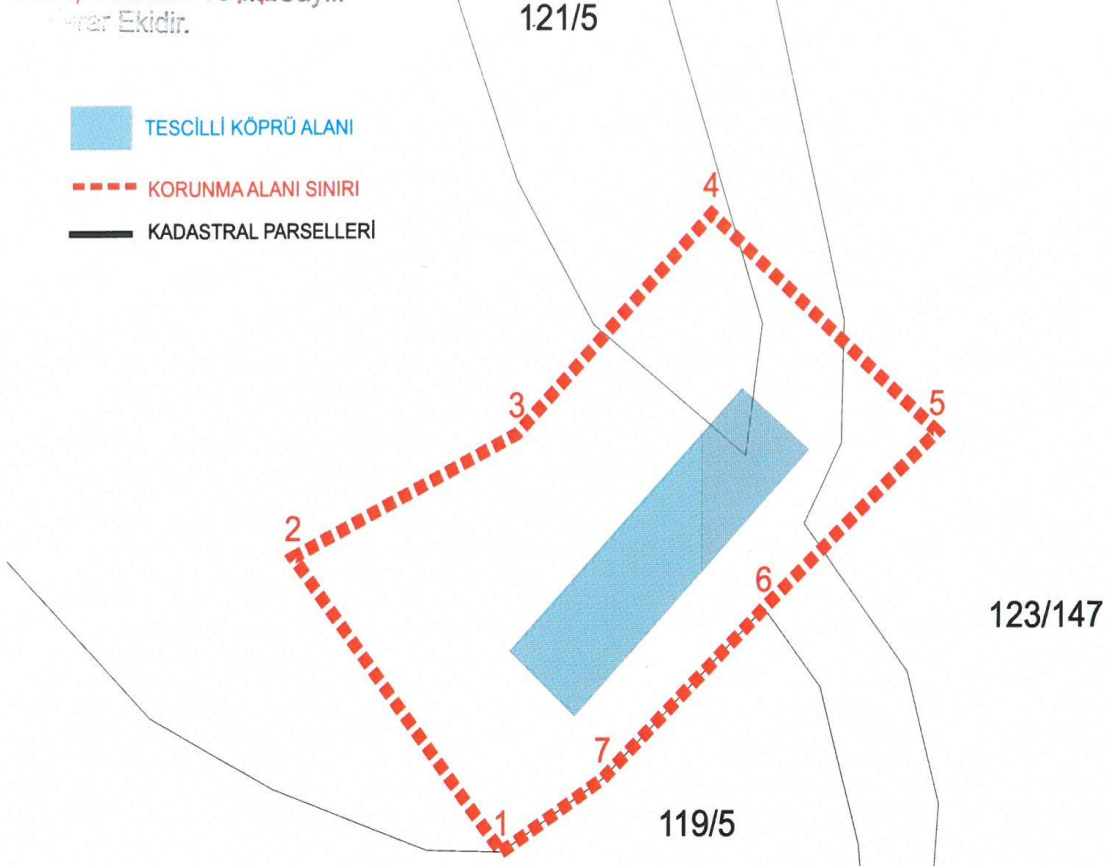 Ekidir.
121/5
TESCİLLİ KÖPRÜ ALANI
KORUNMA ALANI SINIRI
KADASTRAL PARSELLERİ
4
3
5
2
6
123/147
7
1
119/5